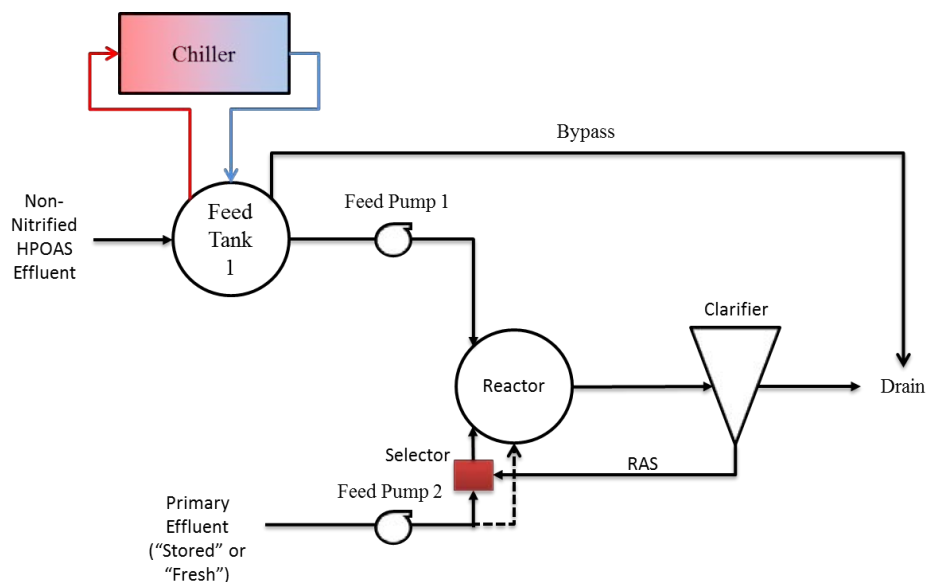 Chiller
Bypass
Non-
Nitrified
HPOAS
Effluent
Feed
Tank
1
Feed Pump 1
Clarifier
Reactor
Drain
Selector
RAS
Feed Pump 2
Primary
Effluent
(“Stored” or
“Fresh”)